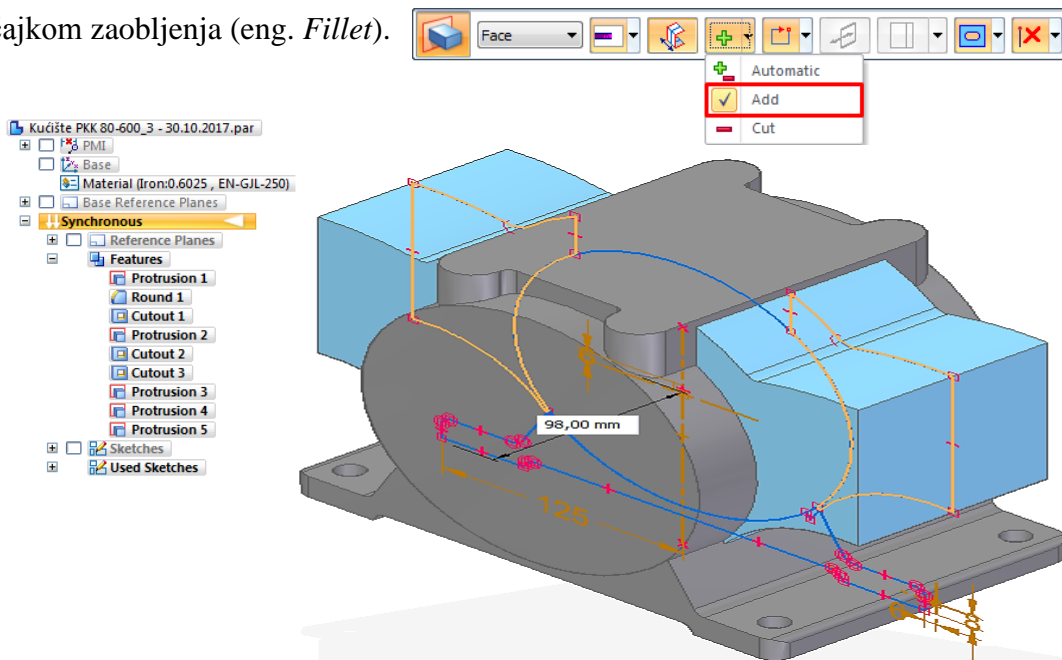 ajkom zaobljenja (eng. Fillet).
Face
Automatic
Add
Cut
Kućište PKK 80-600_3 - 30.10.2017.par
PMI
Base
Material (Iron:0.6025 , EN-GJL-250)
Base Reference Planes
Synchronous
Reference Planes
Features
Protrusion 1
Round 1
Cutout 1
Protrusion 2
Cutout 2
Cutout 3
Protrusion 3
Protrusion 4
Protrusion 5
Sketches
Used Sketches
98,00 mm
125